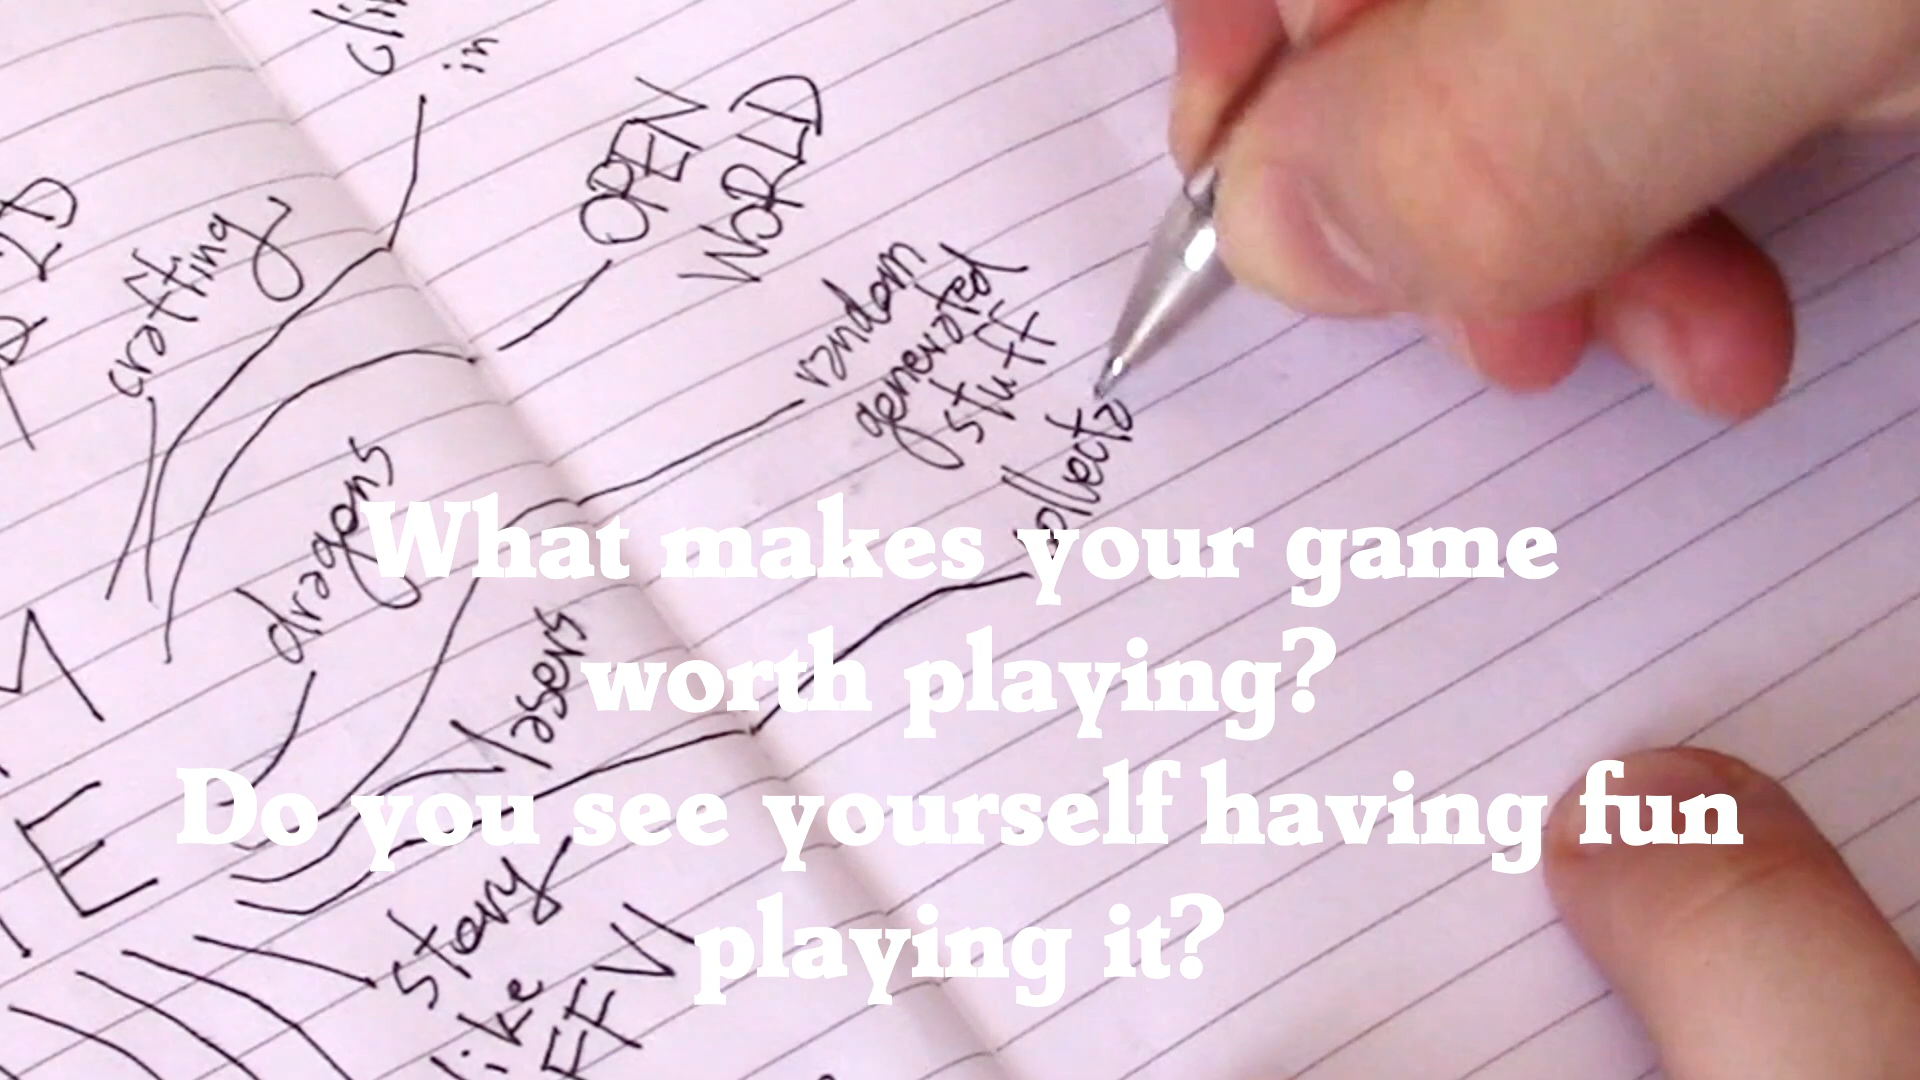 in
OPEN
WORLD
crafting
random
generated
stuff
dragons
lasers
story
like
FFVI
What makes your game
worth playing?
Do you see yourself having fun
playing it?